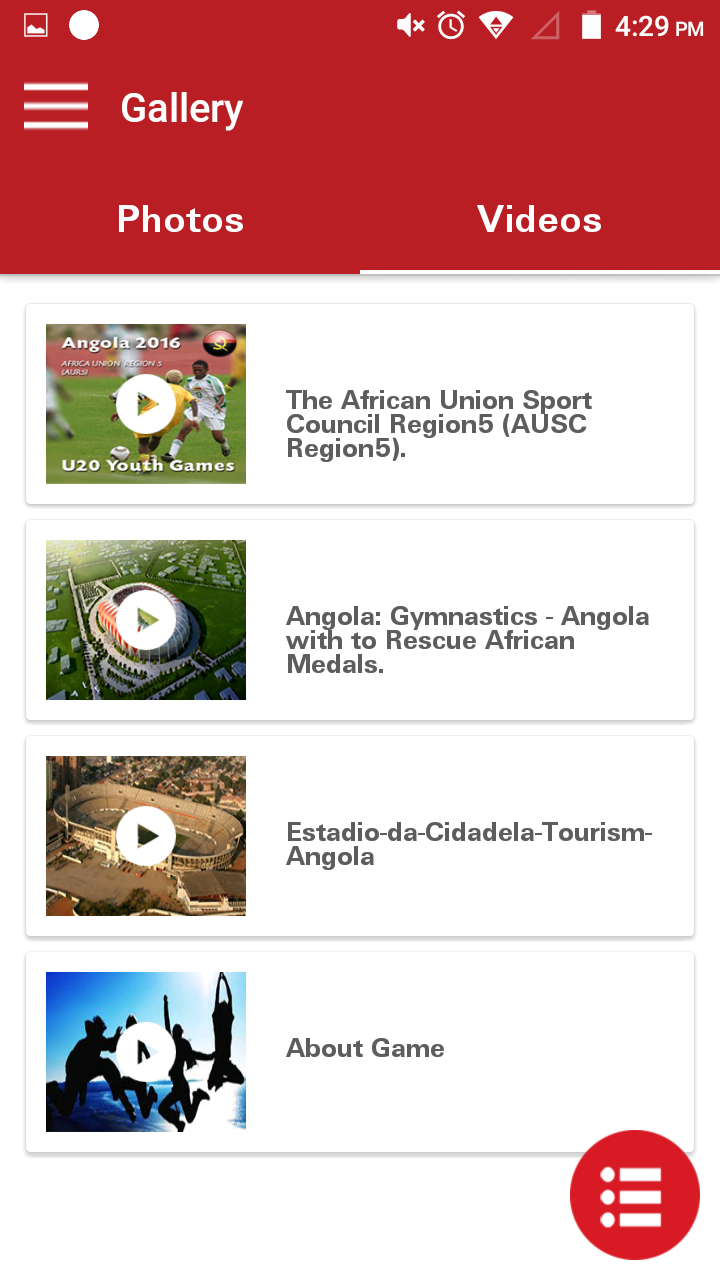 4:29 PM
Gallery
Photos
Videos
Angola 2016
AFRICA UNION REGION 5
(AUR5)
U20 Youth Games
The African Union Sport
Council Region5 (AUSC
Region5).
Angola: Gymnastics - Angola
with to Rescue African
Medals.
Estadio-da-Cidadela-Tourism-
Angola
About Game